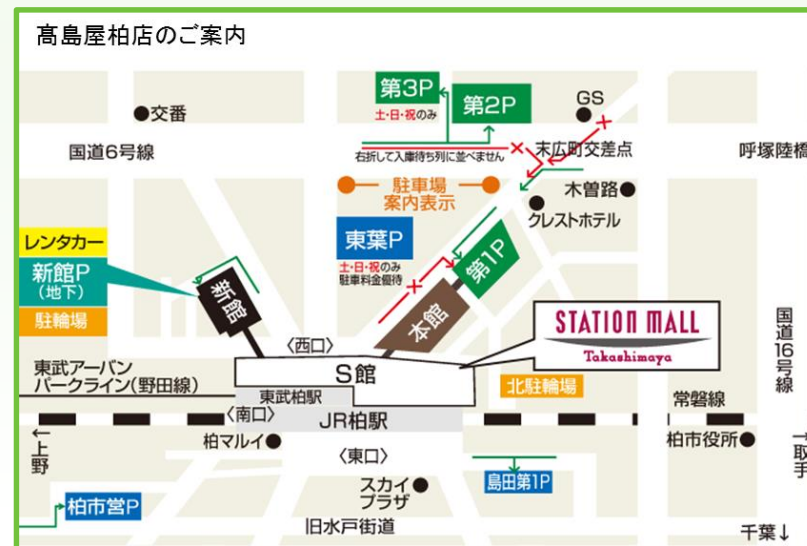 髙島屋柏店のご案内
第3P
土・日・祝のみ
第2P
GS
交番
国道6号線
右折して入庫待ち列に並べません
末広町交差点
呼塚陸橋
駐車場
案内表示
木曽路
クレストホテル
東葉P
土・日・祝のみ
駐車料金優待
第1P
レンタカー
新館P
(地下)
駐輪場
新館
本館
STATION MALL
Takashimaya
国道16号線
〈西口〉
S館
東武アーバン
パークライン(野田線)
東武柏駅
北駐輪場
常磐線
〈南口〉
JR柏駅
←上野
柏マルイ
〈東口〉
柏市役所
→取手
スカイ
プラザ
島田第1P
柏市営P
旧水戸街道
千葉↓